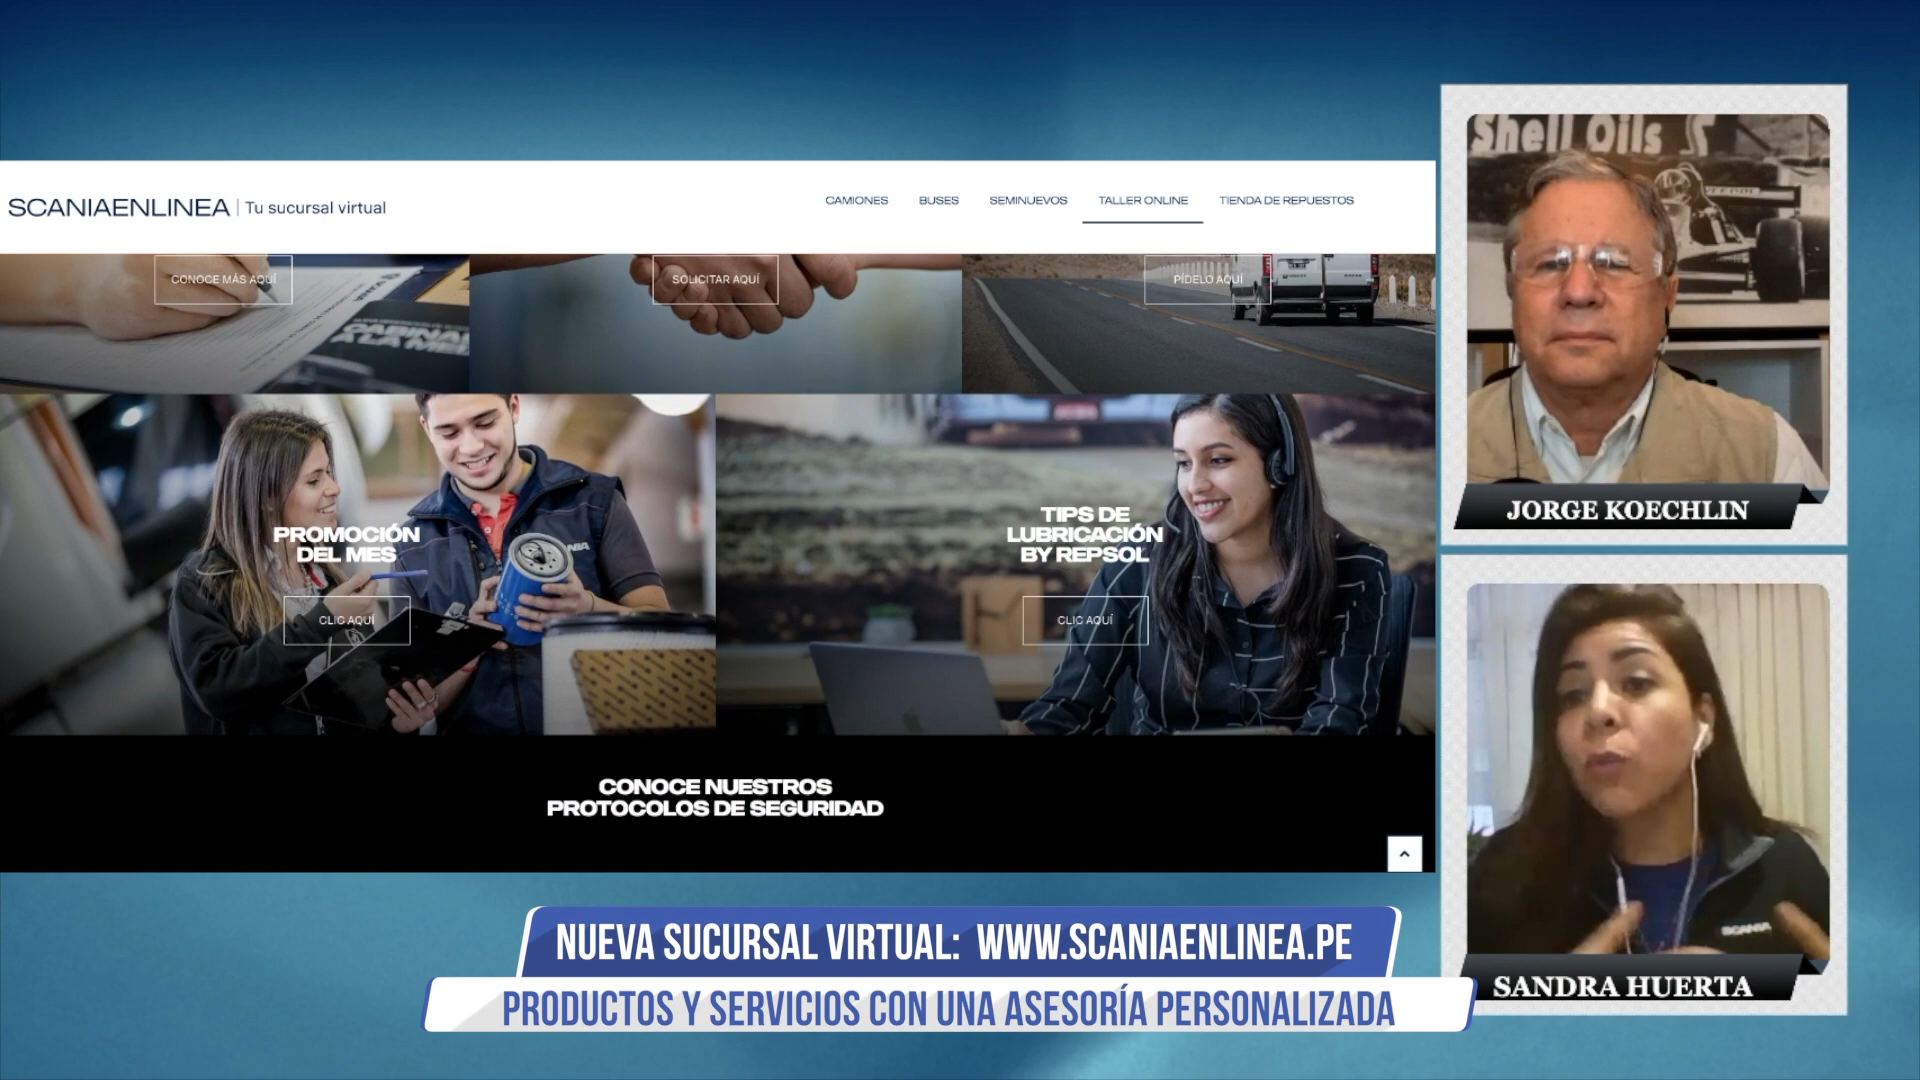 SCANIAENLINEA | Tu sucursal virtual
CAMIONES BUSES SEMINUEVOS TALLER ONLINE TIENDA DE REPUESTOS
CONOCE MÁS AQUÍ
SOLICITAR AQUÍ
PÍDELO AQUÍ
PROMOCIÓN
DEL MES
CLIC AQUÍ
TIPS DE
LUBRICACIÓN
BY REPSOL
CLIC AQUÍ
CONOCE NUESTROS
PROTOCOLOS DE SEGURIDAD
Shell Oils
JORGE KOECHLIN
SCANIA
SANDRA HUERTA
NUEVA SUCURSAL VIRTUAL: WWW.SCANIAENLINEA.PE
PRODUCTOS Y SERVICIOS CON UNA ASESORÍA PERSONALIZADA